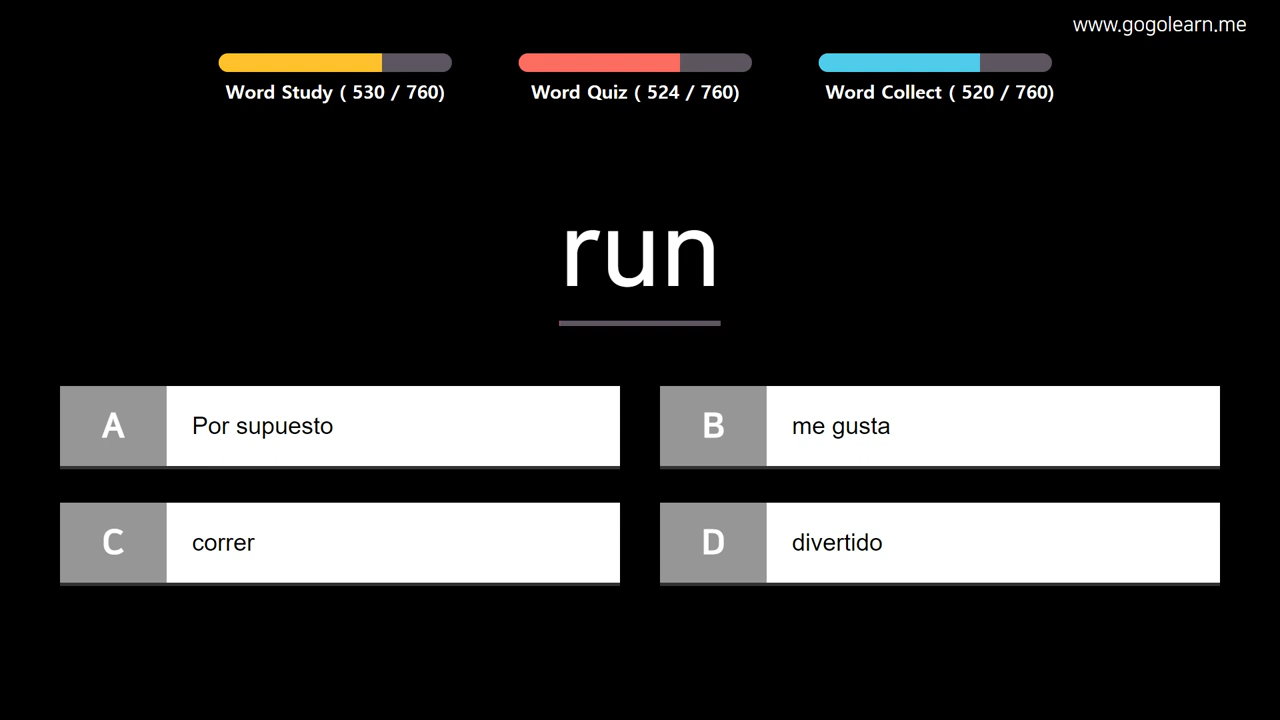 www.gogolearn.me
Word Study ( 530 / 760)
Word Quiz ( 524 / 760)
Word Collect ( 520 / 760)
run
A Por supuesto
B me gusta
C correr
D divertido